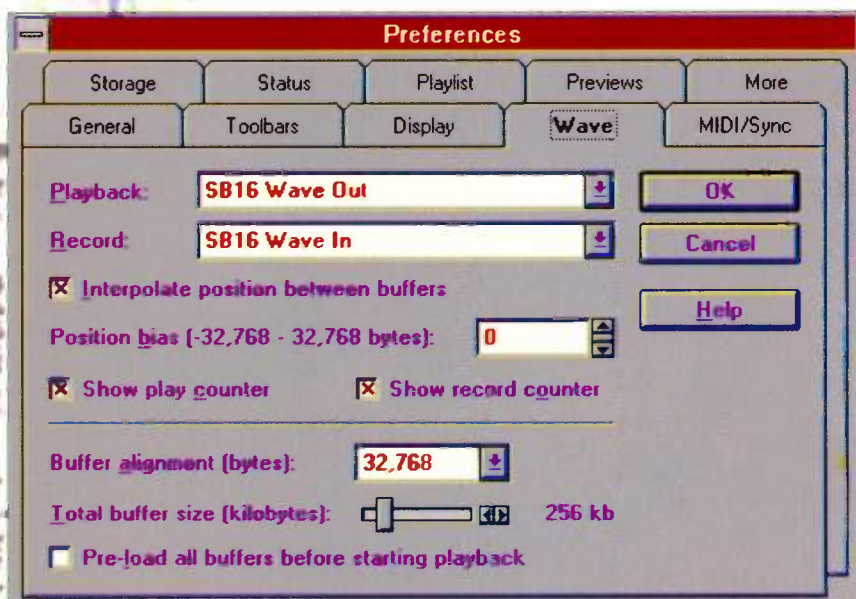 Preferences
Storage Status Playlist Previews More
General Toolbars Display Wave MIDI/Sync
Playback: SB16 Wave Out OK
Record: SB16 Wave In Cancel
Interpolate position between buffers
Help
Position bias (-32,768 - 32,768 bytes): 0
Show play counter Show record counter
Buffer alignment (bytes): 32,768
Total buffer size (kilobytes): 256 kb
Pre-load all buffers before starting playback